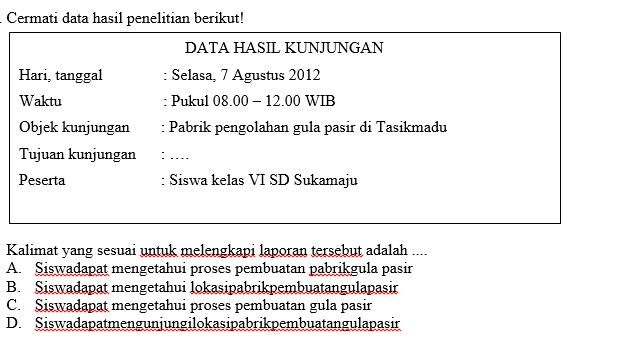 . Cermati data hasil penelitian berikut!
DATA HASIL KUNJUNGAN
Hari, tanggal : Selasa, 7 Agustus 2012
Waktu : Pukul 08.00 – 12.00 WIB
Objek kunjungan : Pabrik pengolahan gula pasir di Tasikmadu
Tujuan kunjungan : ....
Peserta : Siswa kelas VI SD Sukamaju
Kalimat yang sesuai untuk melengkapi laporan tersebut adalah ....
A. Siswadapat mengetahui proses pembuatan pabrikgula pasir
B. Siswadapat mengetahui lokasipabrikpembuatangulapasir
C. Siswadapat mengetahui proses pembuatan gula pasir
D. Siswadapatmengunjungilokasipabrikpembuatangulapasir